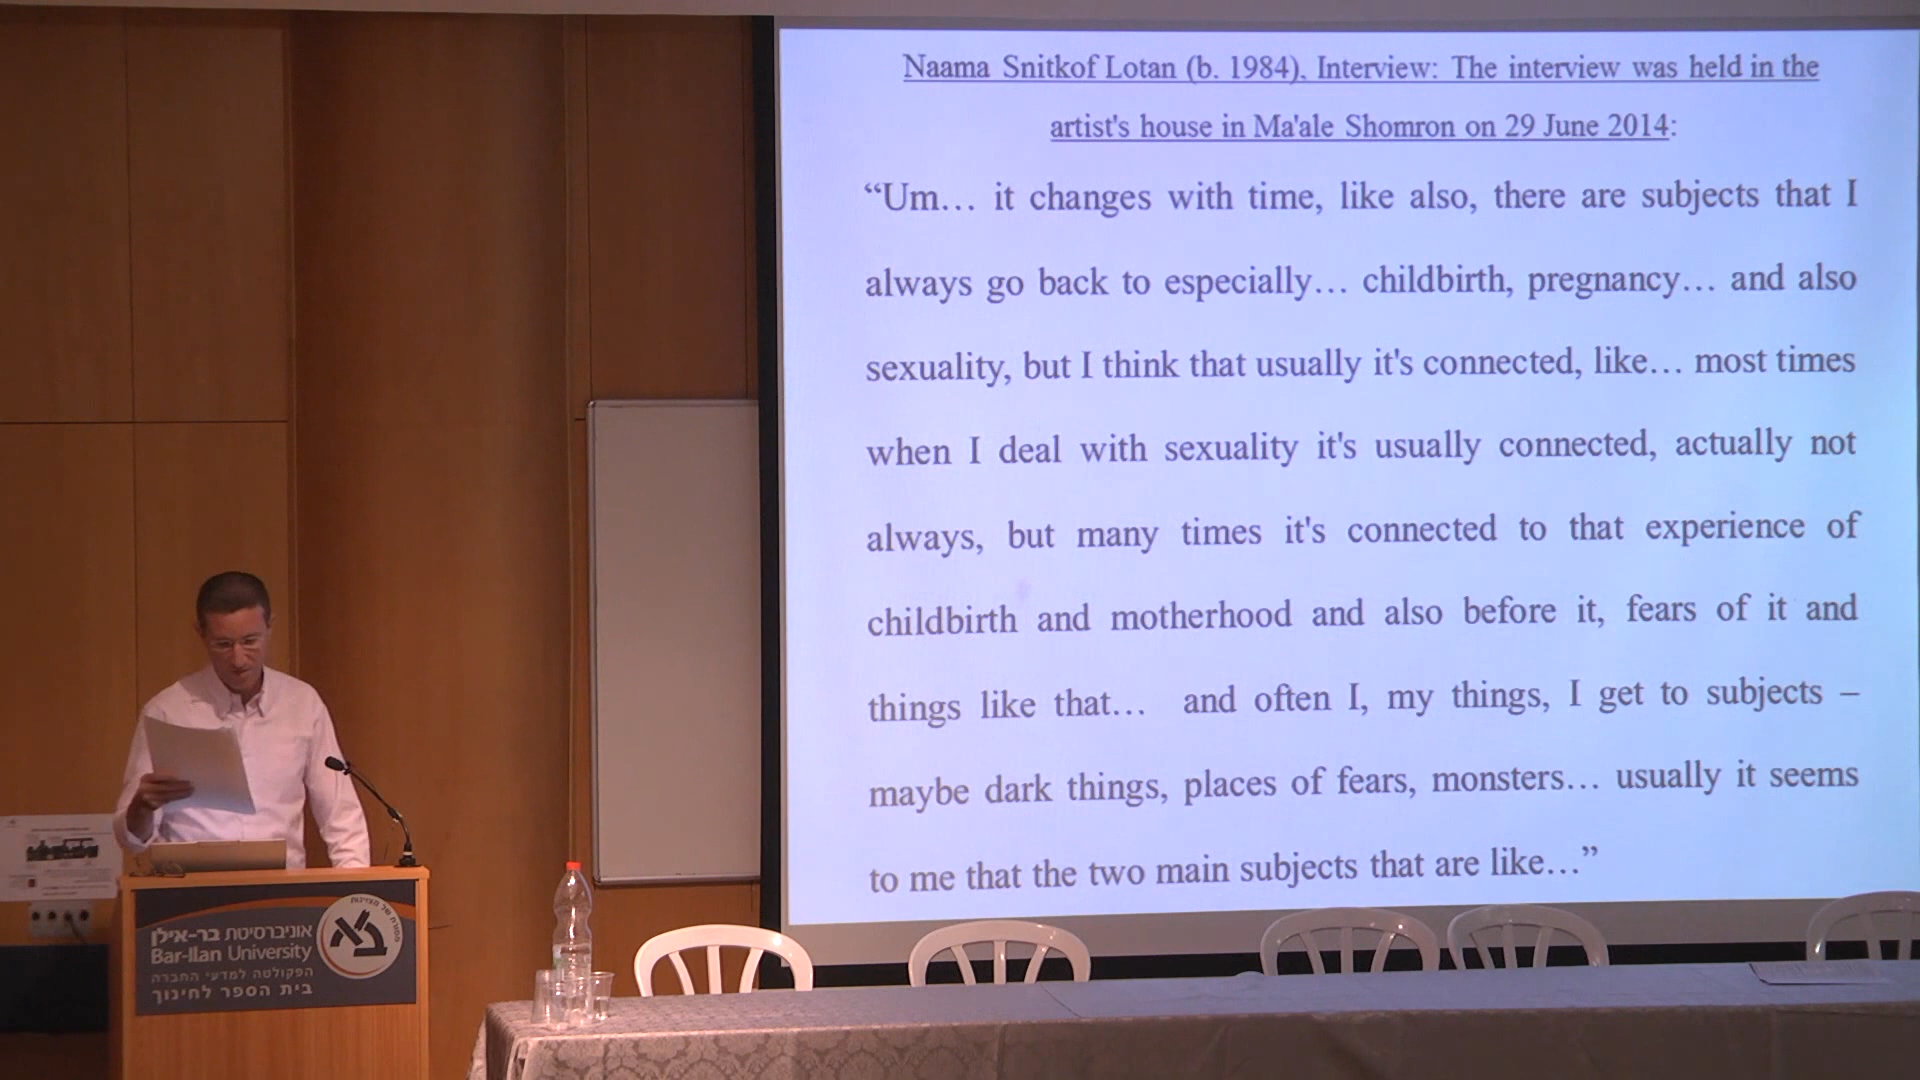 Naama Snitkof Lotan (b. 1984), Interview: The interview was held in the
artist's house in Ma'ale Shomron on 29 June 2014:
“Um… it changes with time, like also, there are subjects that I
always go back to especially… childbirth, pregnancy… and also
sexuality, but I think that usually it's connected, like… most times
when I deal with sexuality it's usually connected, actually not
always, but many times it's connected to that experience of
childbirth and motherhood and also before it, fears of it and
things like that… and often I, my things, I get to subjects –
maybe dark things, places of fears, monsters… usually it seems
to me that the two main subjects that are like…”
אוניברסיטת בר-אילן
Bar-Ilan University
הפקולטה למדעי החברה
בית הספר לחינוך